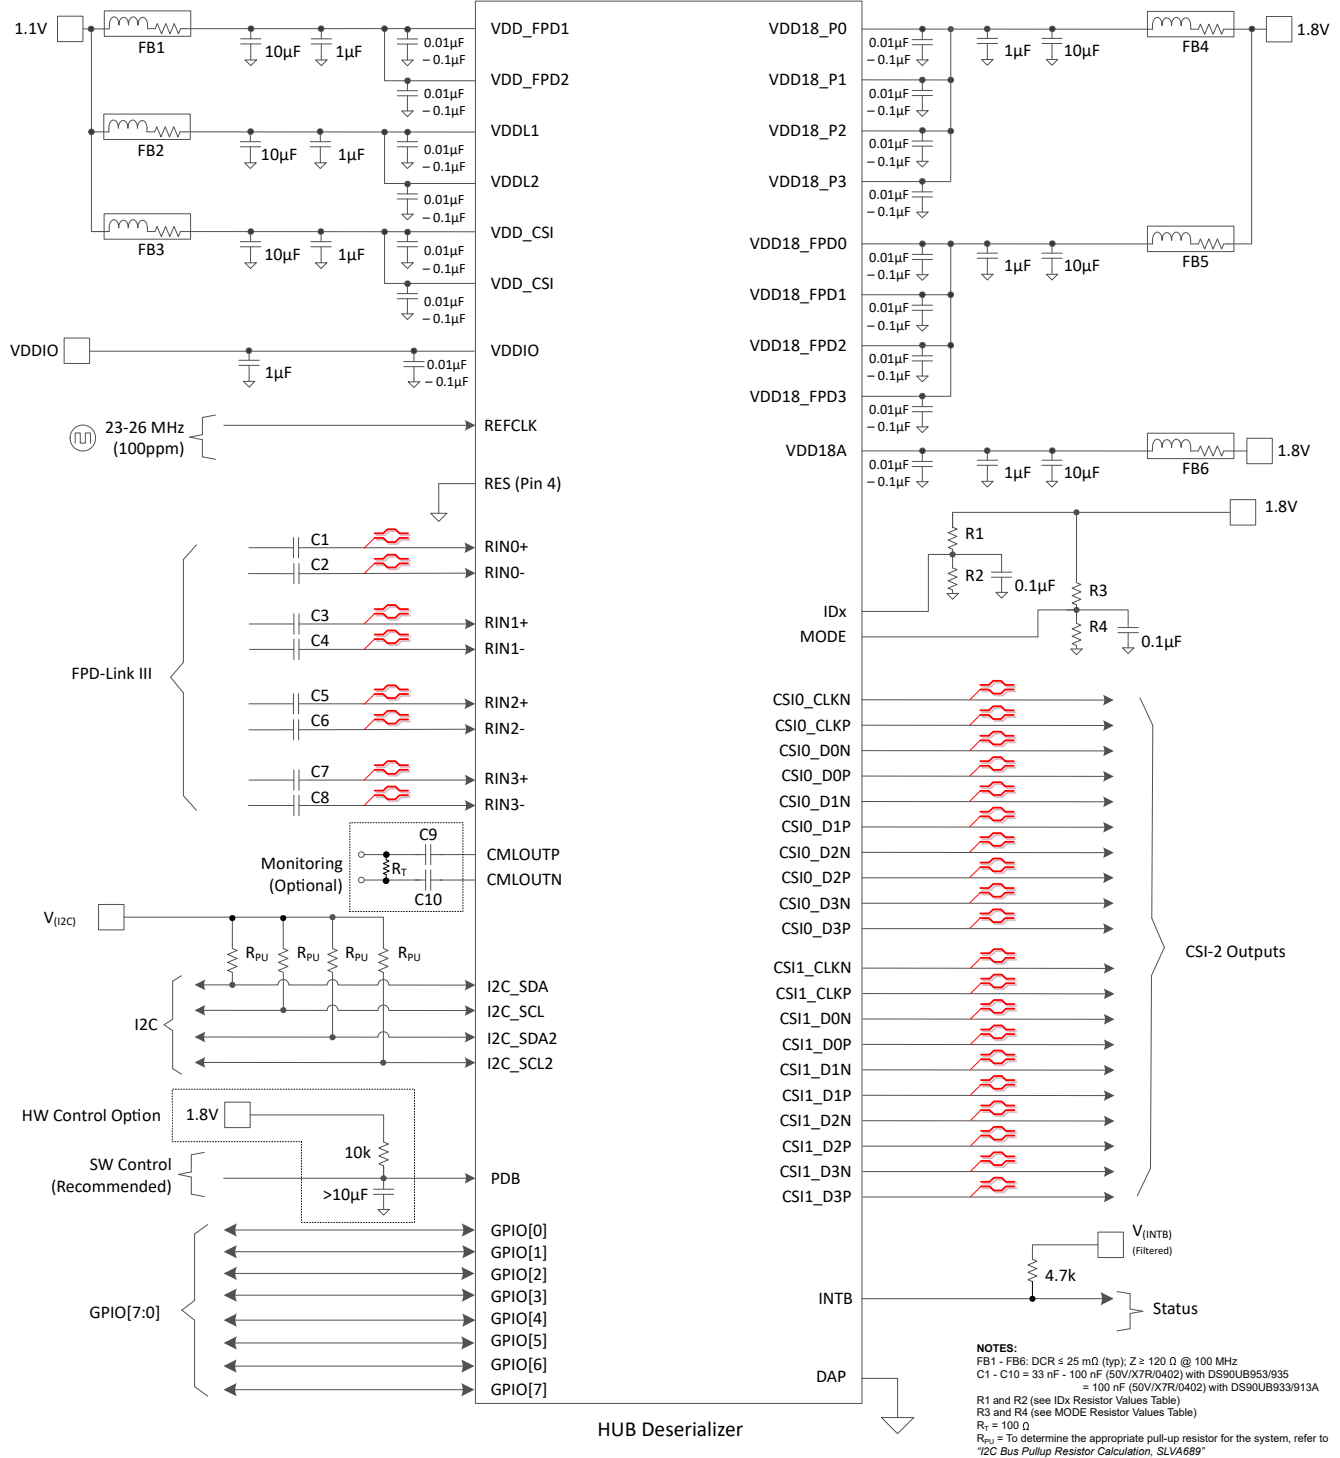 1.1V
FB1
10µF
1µF
0.01µF
– 0.1µF
VDD_FPD1
0.01µF
– 0.1µF
VDD_FPD2
FB2
10µF
1µF
0.01µF
– 0.1µF
VDDL1
0.01µF
– 0.1µF
VDDL2
FB3
10µF
1µF
0.01µF
– 0.1µF
VDD_CSI
0.01µF
– 0.1µF
VDD_CSI
VDDIO
1µF
0.01µF
– 0.1µF
VDDIO
23-26 MHz
(100ppm)
REFCLK
RES (Pin 4)
FPD-Link III
C1
RIN0+
C2
RIN0-
C3
RIN1+
C4
RIN1-
C5
RIN2+
C6
RIN2-
C7
RIN3+
C8
RIN3-
Monitoring
(Optional)
C9
RT
C10
CMLOUTP
CMLOUTN
V(I2C)
RPU
RPU
RPU
RPU
I2C
I2C_SDA
I2C_SCL
I2C_SDA2
I2C_SCL2
HW Control Option
1.8V
10k
SW Control
(Recommended)
>10µF
PDB
GPIO[7:0]
GPIO[0]
GPIO[1]
GPIO[2]
GPIO[3]
GPIO[4]
GPIO[5]
GPIO[6]
GPIO[7]
VDD18_P0
0.01µF
– 0.1µF
1µF
10µF
FB4
1.8V
VDD18_P1
0.01µF
– 0.1µF
VDD18_P2
0.01µF
– 0.1µF
VDD18_P3
0.01µF
– 0.1µF
VDD18_FPD0
0.01µF
– 0.1µF
1µF
10µF
FB5
VDD18_FPD1
0.01µF
– 0.1µF
VDD18_FPD2
0.01µF
– 0.1µF
VDD18_FPD3
0.01µF
– 0.1µF
VDD18A
0.01µF
– 0.1µF
1µF
10µF
FB6
1.8V
1.8V
R1
R2
0.1µF
R3
R4
0.1µF
IDx
MODE
CSI0_CLKN
CSI0_CLKP
CSI0_D0N
CSI0_D0P
CSI0_D1N
CSI0_D1P
CSI0_D2N
CSI0_D2P
CSI0_D3N
CSI0_D3P
CSI1_CLKN
CSI1_CLKP
CSI1_D0N
CSI1_D0P
CSI1_D1N
CSI1_D1P
CSI1_D2N
CSI1_D2P
CSI1_D3N
CSI1_D3P
CSI-2 Outputs
V(INTB)
(Filtered)
4.7k
INTB
Status
DAP
HUB Deserializer
NOTES:
FB1 - FB6: DCR ≤ 25 mΩ (typ); Z ≥ 120 Ω @ 100 MHz
C1 - C10 = 33 nF - 100 nF (50V/X7R/0402) with DS90UB953/935
= 100 nF (50V/X7R/0402) with DS90UB933/913A
R1 and R2 (see IDx Resistor Values Table)
R3 and R4 (see MODE Resistor Values Table)
RT = 100 Ω
RPU = To determine the appropriate pull-up resistor for the system, refer to
"I2C Bus Pullup Resistor Calculation, SLVA689"